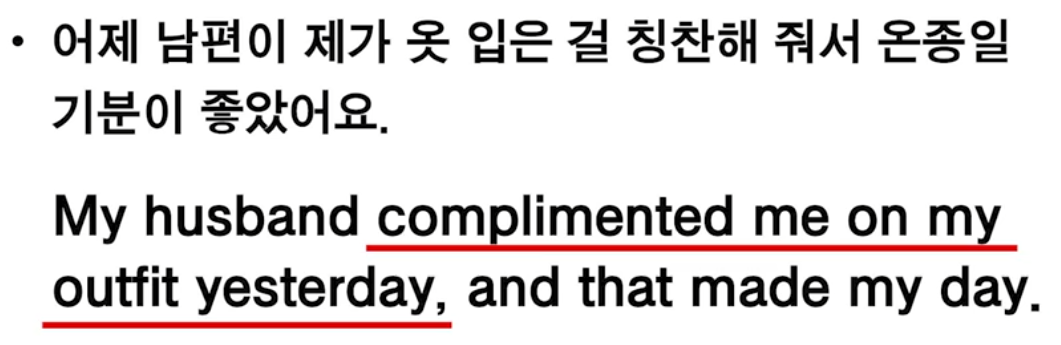 • 어제 남편이 제가 옷 입은 걸 칭찬해 줘서 온종일
기분이 좋았어요.
My husband complimented me on my
outfit yesterday, and that made my day.